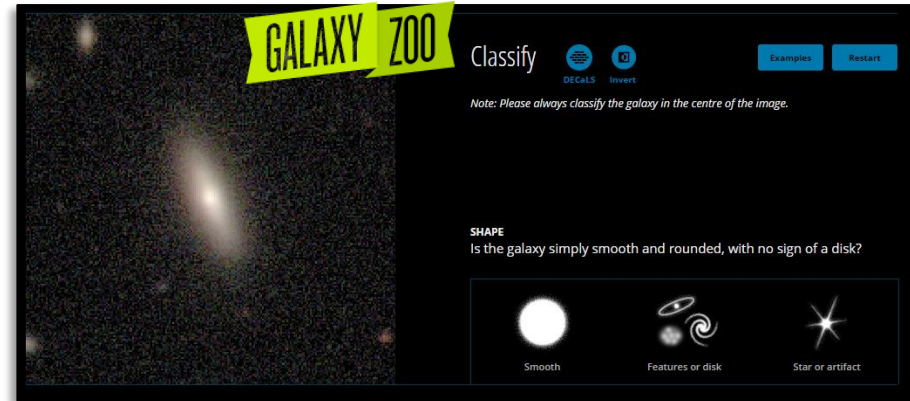 GALAXY ZOO
Classify
DECaLS
Invert
Examples
Restart
Note: Please always classify the galaxy in the centre of the image.
SHAPE
Is the galaxy simply smooth and rounded, with no sign of a disk?
Smooth
Features or disk
Star or artifact